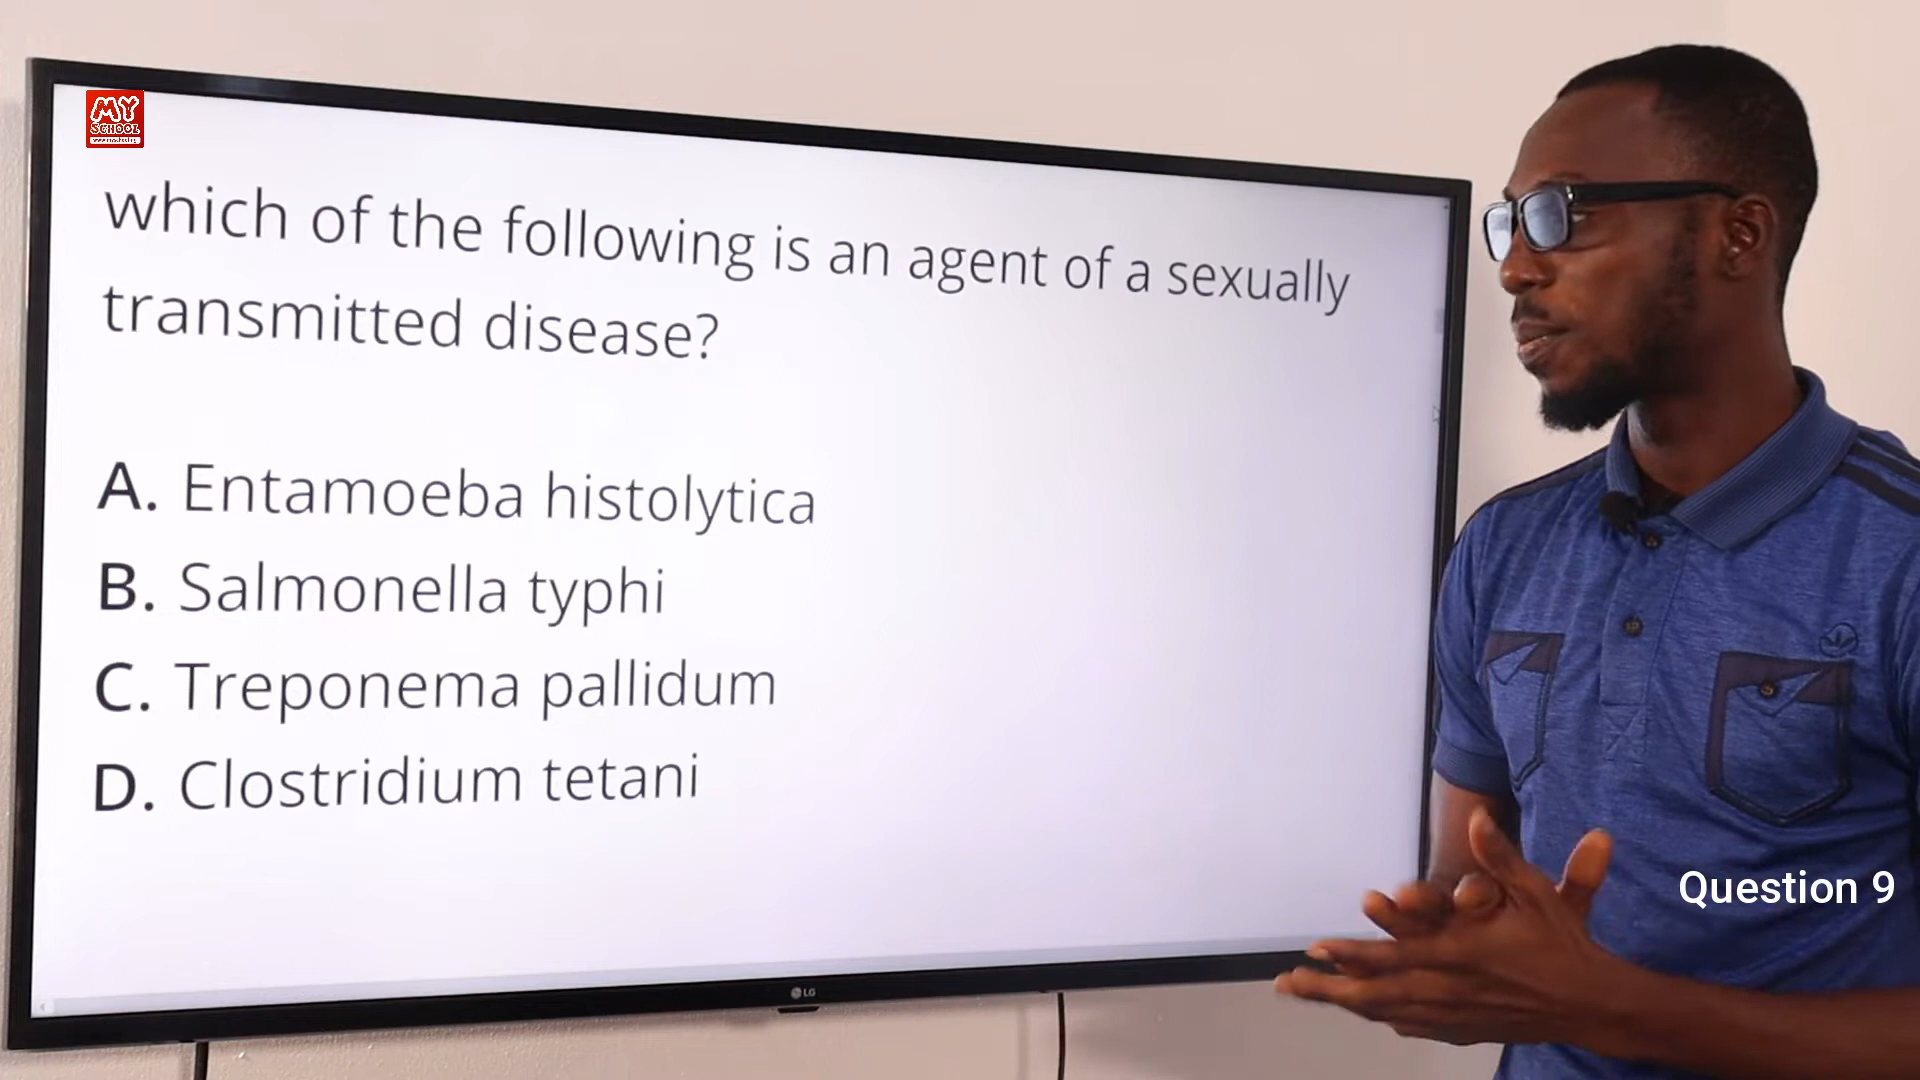 MY
SCHOOL
which of the following is an agent of a sexually
transmitted disease?
A. Entamoeba histolytica
B. Salmonella typhi
C. Treponema pallidum
D. Clostridium tetani
Question 9
LG